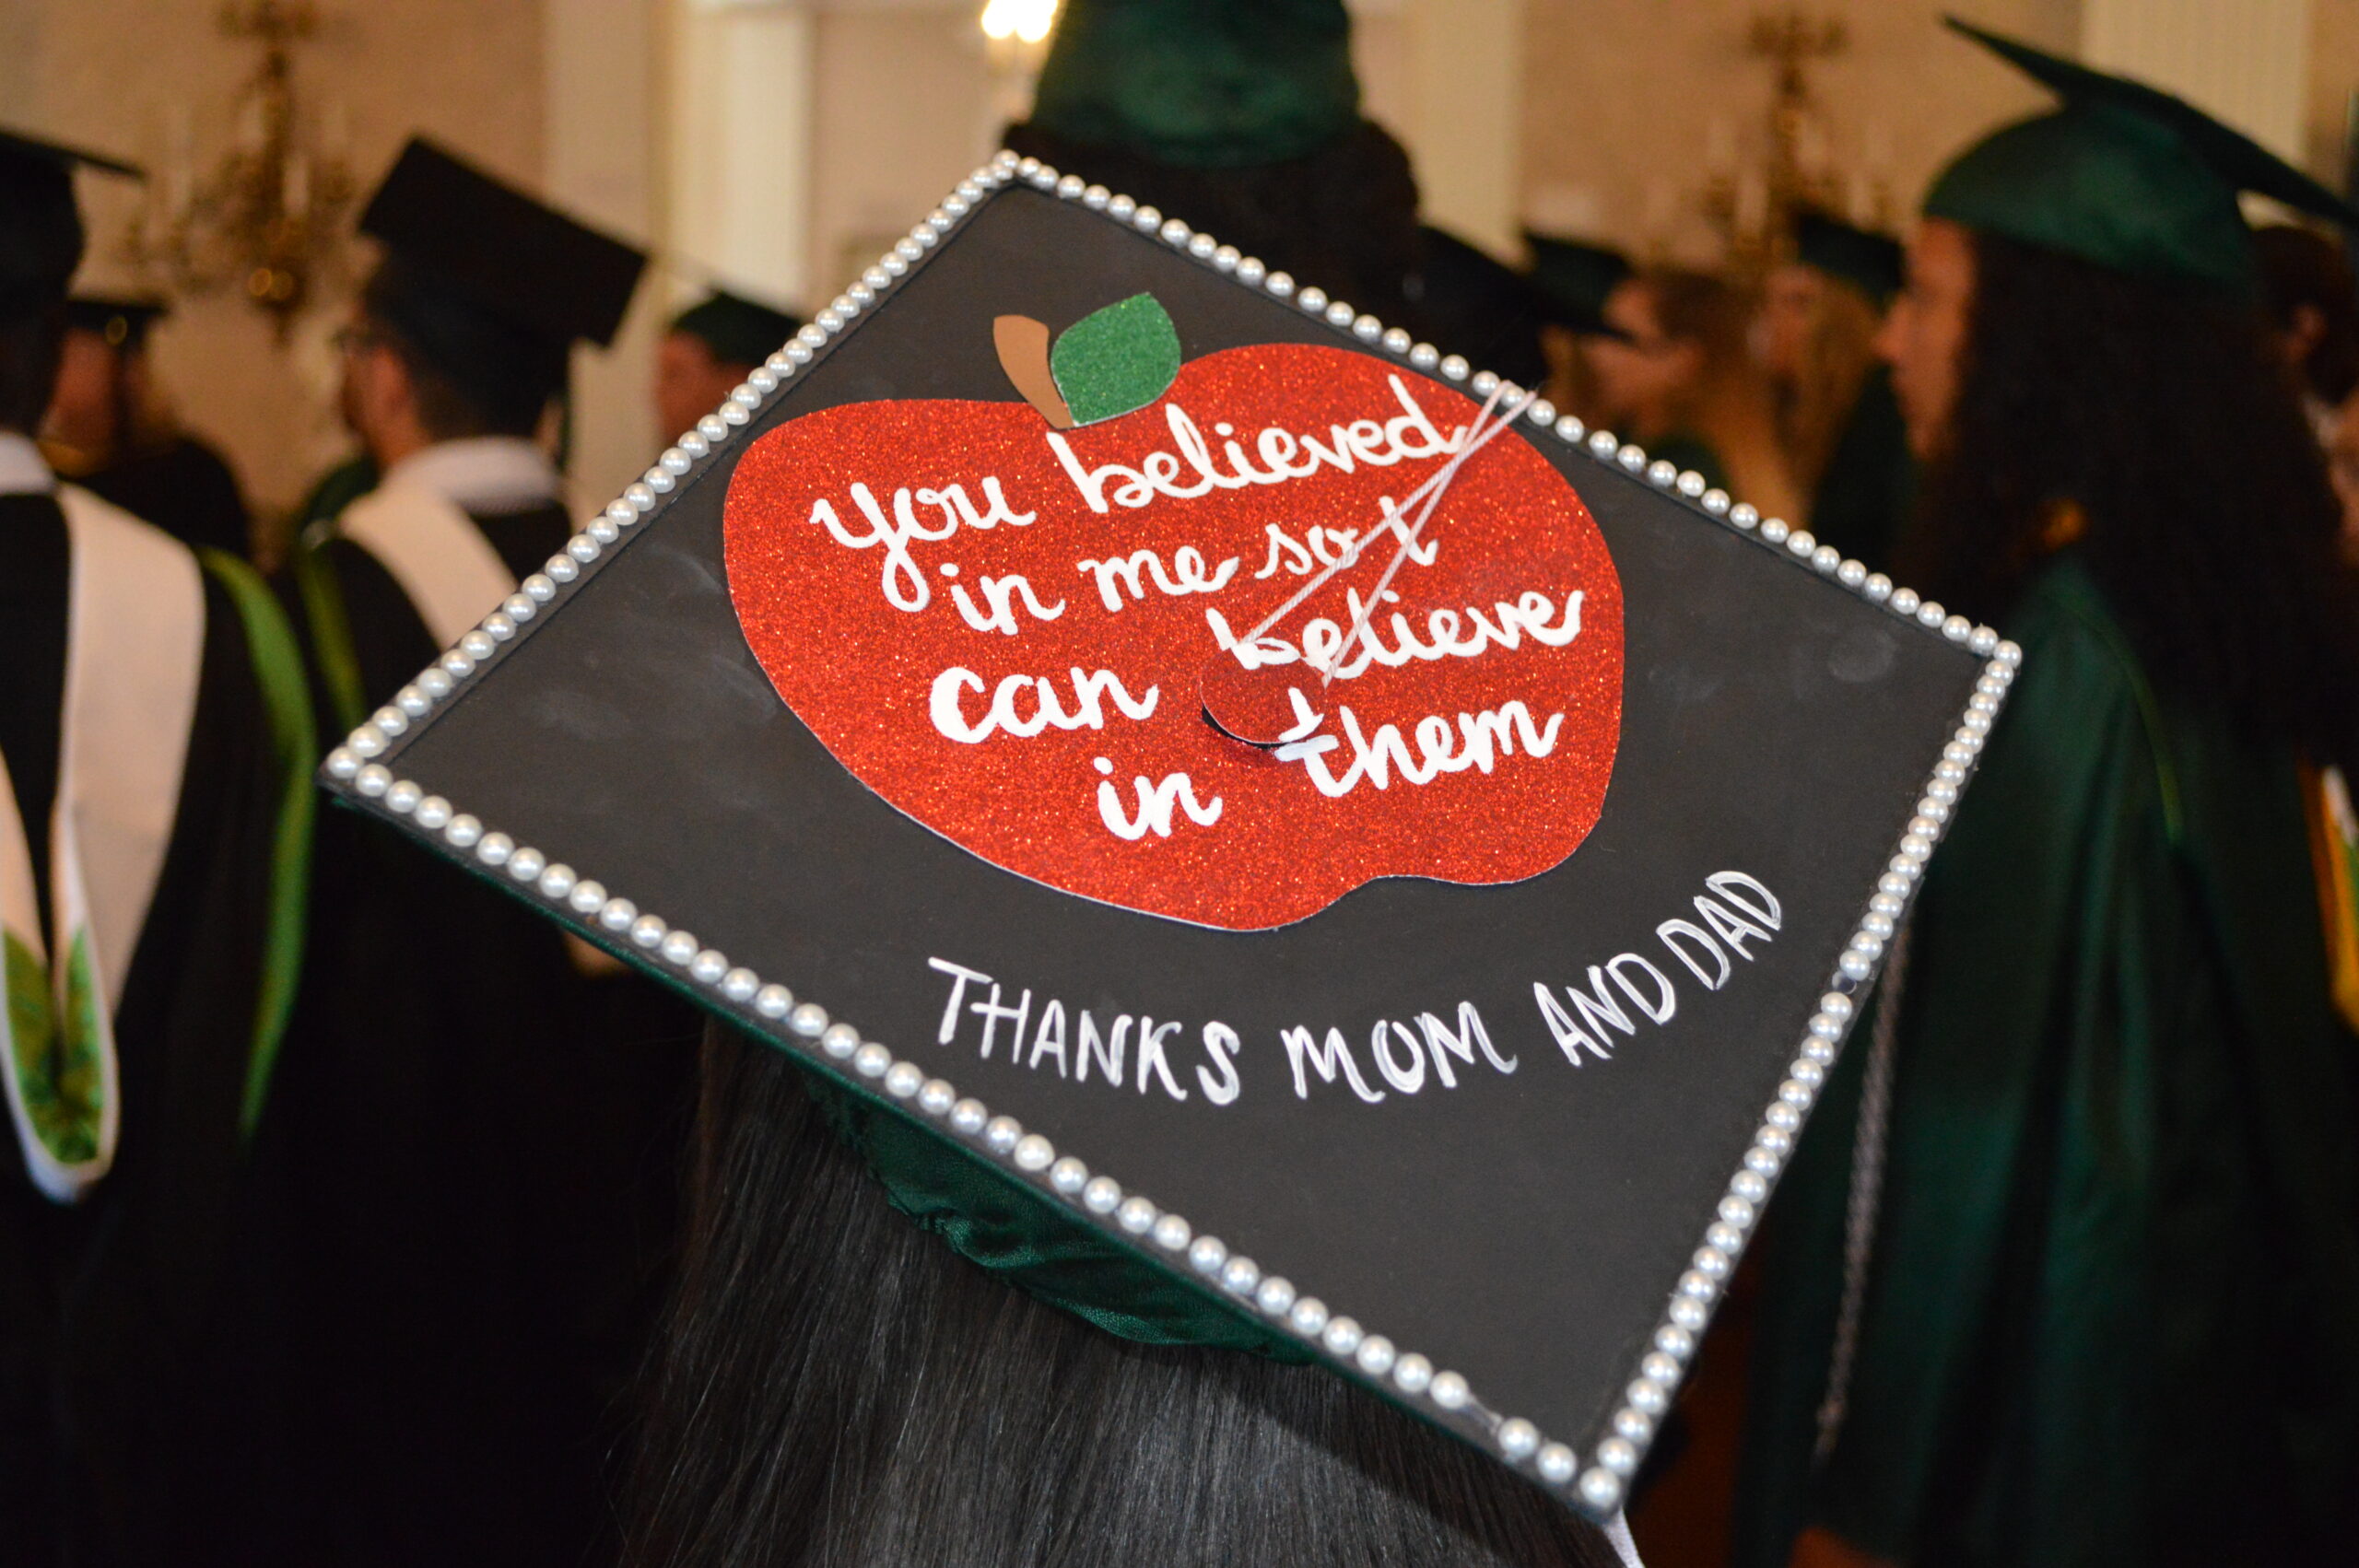 you believed
in me so I
can believe
in them
THANKS MOM AND DAD